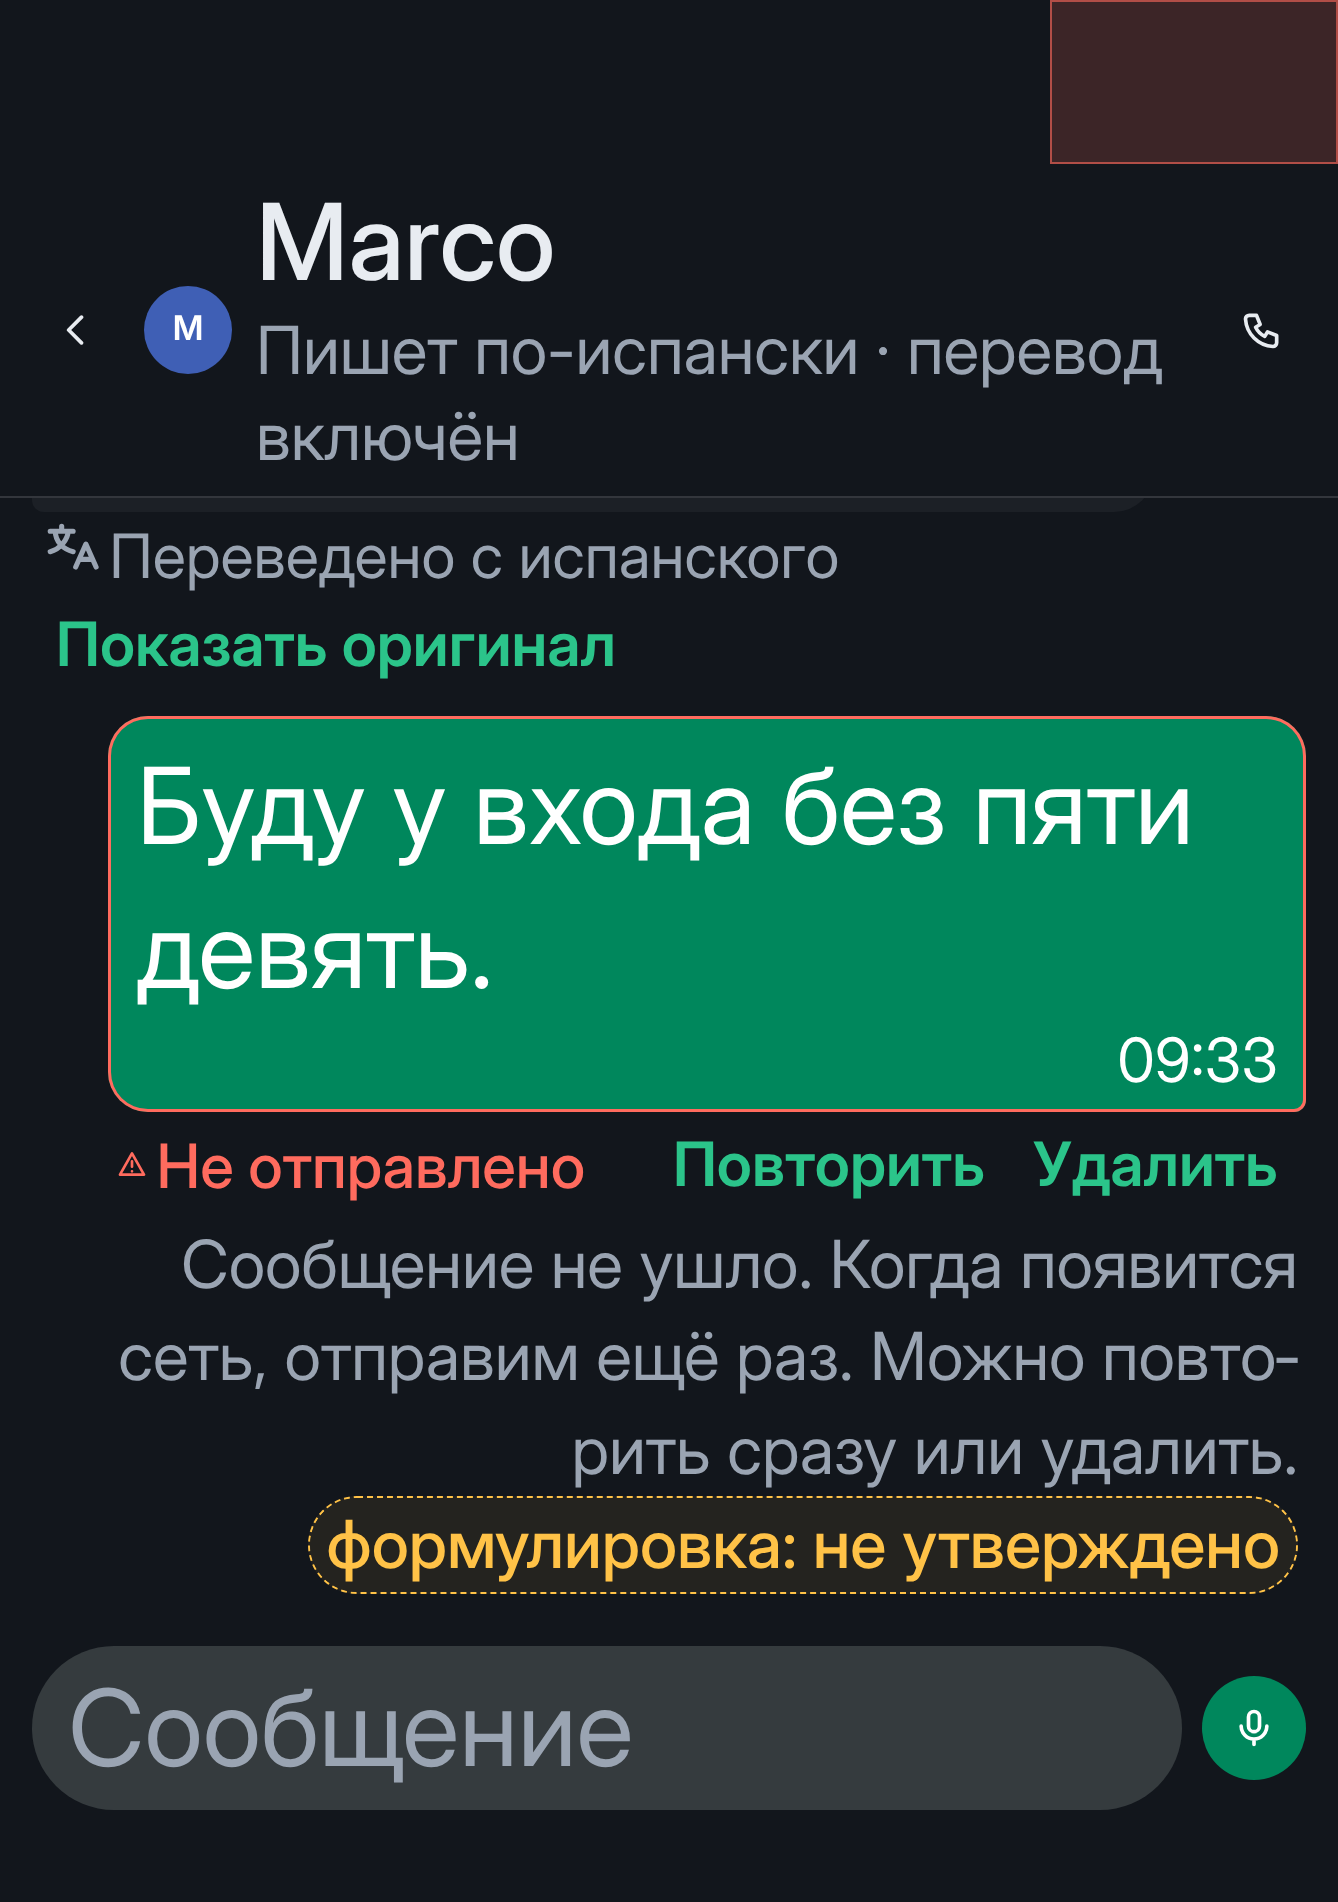 Marco
M
Пишет по-испански · перевод
включён
Переведено с испанского
Показать оригинал
Буду у входа без пяти
девять.
09:33
Не отправлено Повторить Удалить
Сообщение не ушло. Когда появится
сеть, отправим ещё раз. Можно повто-
рить сразу или удалить.
формулировка: не утверждено
Сообщение